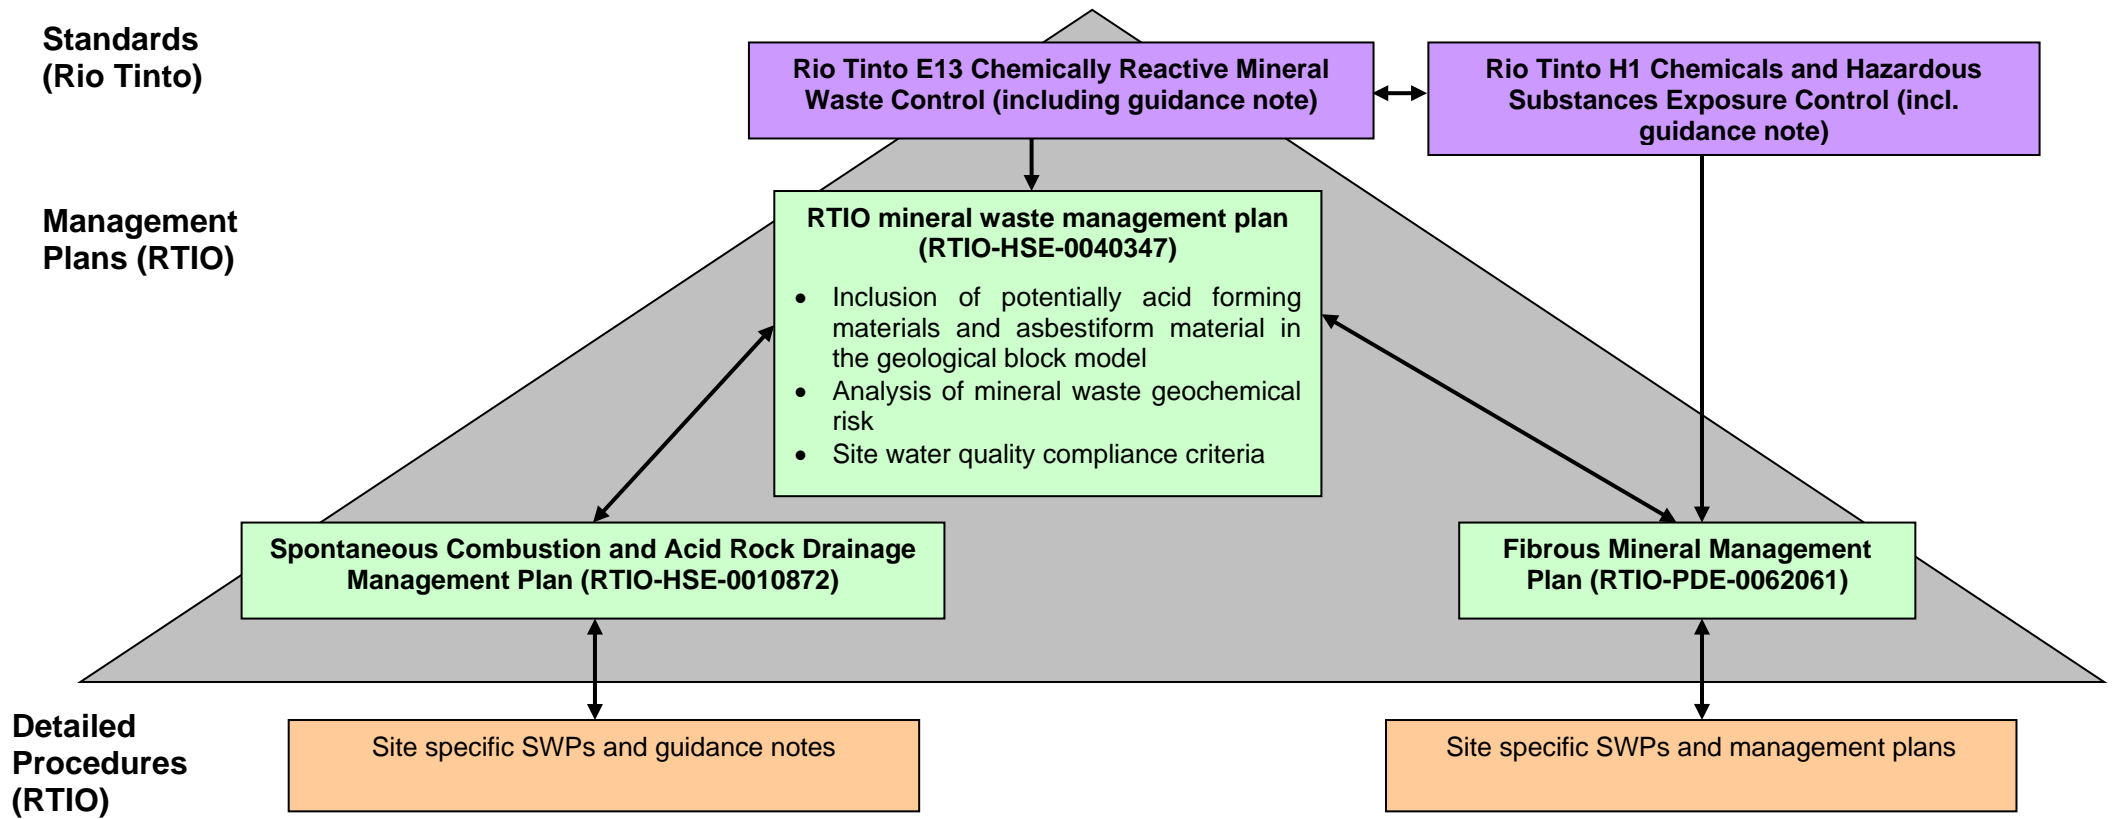 Standards
(Rio Tinto)
Rio Tinto E13 Chemically Reactive Mineral
Waste Control (including guidance note)
Rio Tinto H1 Chemicals and Hazardous
Substances Exposure Control (incl.
guidance note)
Management
Plans (RTIO)
RTIO mineral waste management plan
(RTIO-HSE-0040347)
• Inclusion of potentially acid forming
materials and asbestiform material in
the geological block model
• Analysis of mineral waste geochemical
risk
• Site water quality compliance criteria
Spontaneous Combustion and Acid Rock Drainage
Management Plan (RTIO-HSE-0010872)
Fibrous Mineral Management
Plan (RTIO-PDE-0062061)
Detailed
Procedures
(RTIO)
Site specific SWPs and guidance notes
Site specific SWPs and management plans